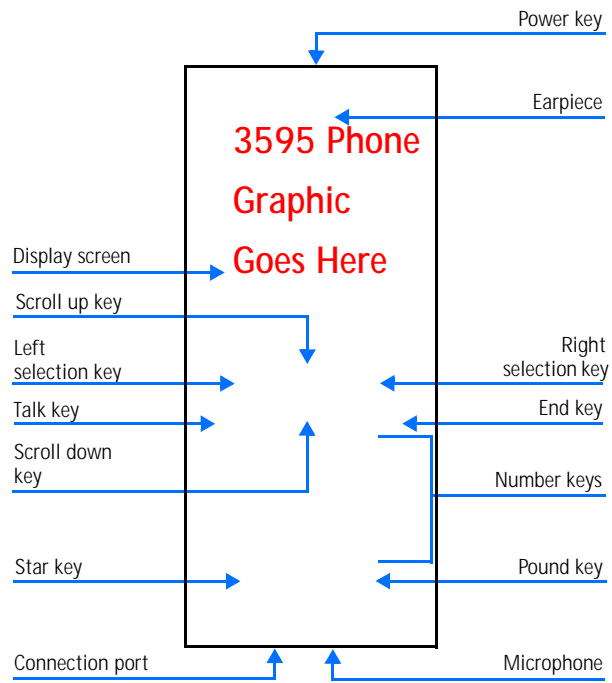 Power key
Earpiece
3595 Phone
Graphic
Goes Here
Display screen
Scroll up key
Left
selection key
Right
selection key
Talk key
End key
Scroll down
key
Number keys
Star key
Pound key
Connection port
Microphone